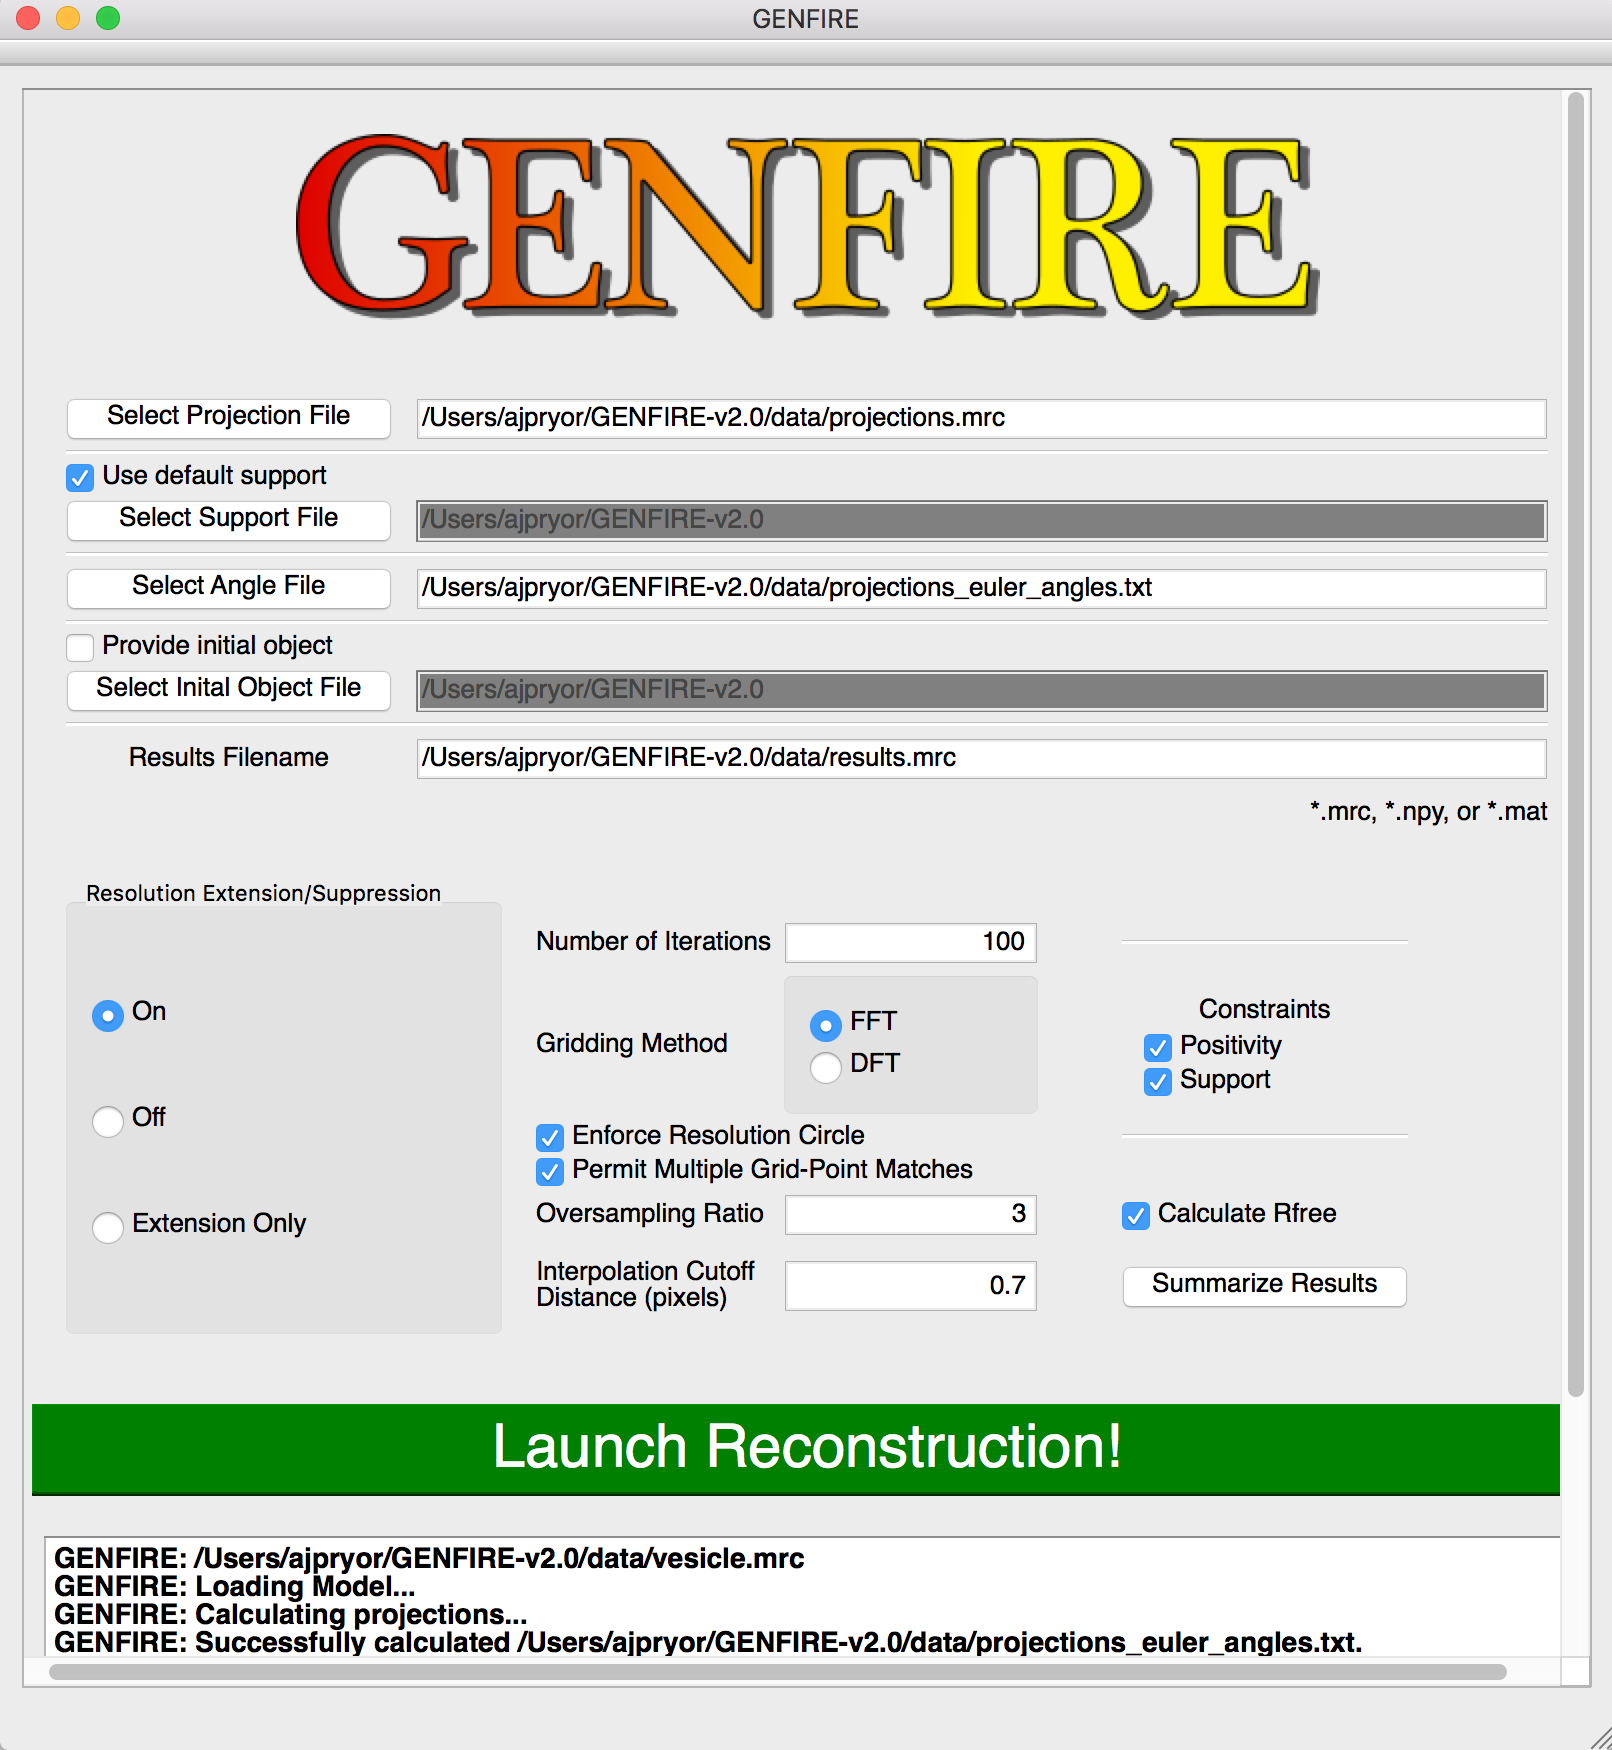 GENFIRE
GENFIRE
Select Projection File /Users/ajpryor/GENFIRE-v2.0/data/projections.mrc
Use default support
Select Support File /Users/ajpryor/GENFIRE-v2.0
Select Angle File /Users/ajpryor/GENFIRE-v2.0/data/projections_euler_angles.txt
Provide initial object
Select Inital Object File /Users/ajpryor/GENFIRE-v2.0
Results Filename /Users/ajpryor/GENFIRE-v2.0/data/results.mrc
*.mrc, *.npy, or *.mat
Resolution Extension/Suppression
On
Off
Extension Only
Number of Iterations 100
Gridding Method
FFT
DFT
Enforce Resolution Circle
Permit Multiple Grid-Point Matches
Oversampling Ratio 3
Interpolation Cutoff
Distance (pixels) 0.7
Constraints
Positivity
Support
Calculate Rfree
Summarize Results
Launch Reconstruction!
GENFIRE: /Users/ajpryor/GENFIRE-v2.0/data/vesicle.mrc
GENFIRE: Loading Model...
GENFIRE: Calculating projections...
GENFIRE: Successfully calculated /Users/ajpryor/GENFIRE-v2.0/data/projections_euler_angles.txt.